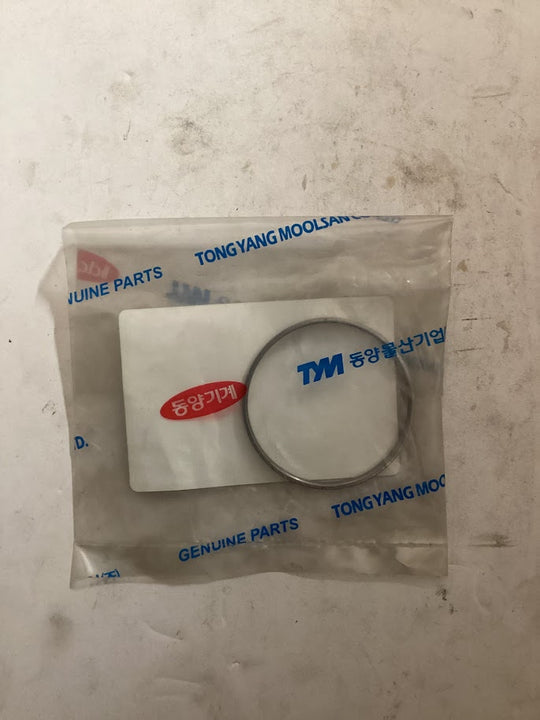 TONG YANG MOOLSAN
NUINE PARTS
TYM 동양물산기업
동양기계
D.
TONG YANG MOO
GENUINE PARTS